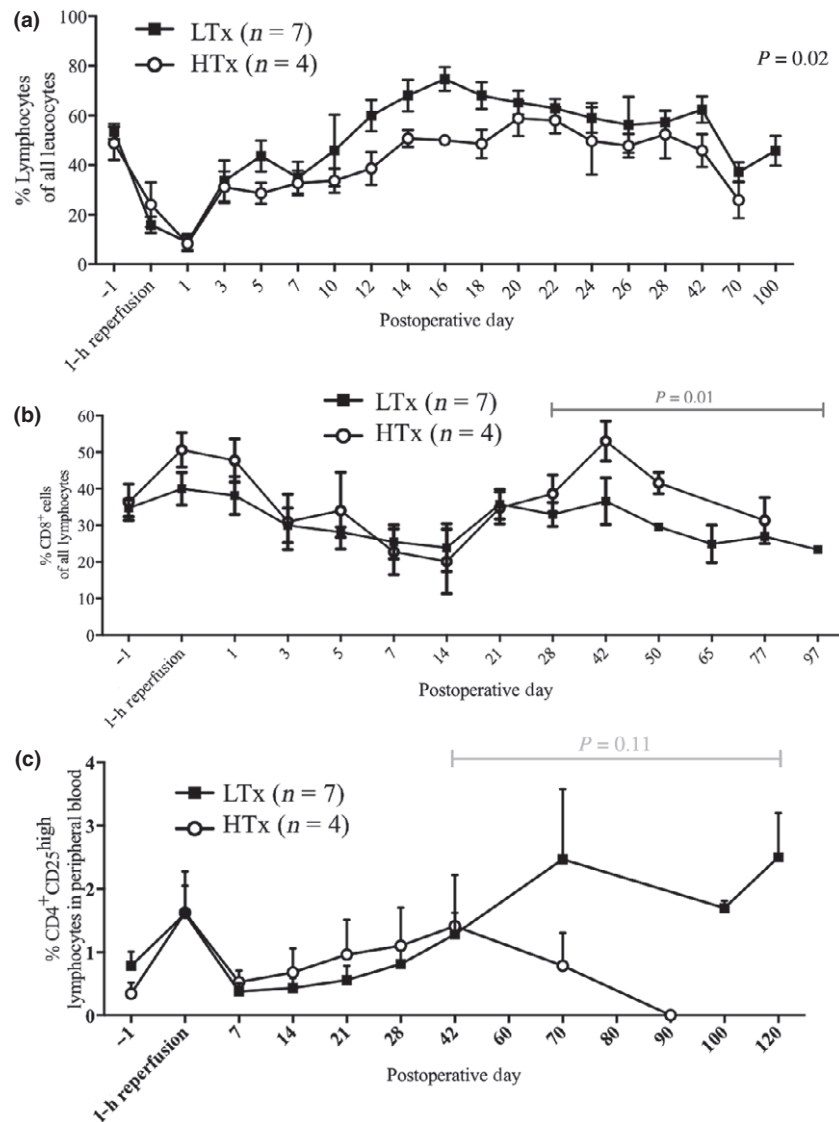 (a)
LTx (n = 7)
HTx (n = 4)
P = 0.02
% Lymphocytes
of all leucocytes
100
80
60
40
20
0
−1
1-h reperfusion
1
3
5
7
10
12
14
16
18
20
22
24
26
28
42
70
100
Postoperative day
(b)
LTx (n = 7)
HTx (n = 4)
P = 0.01
% CD8+ cells
of all lymphocytes
60
50
40
30
20
10
0
−1
1-h reperfusion
1
3
5
7
14
21
28
42
50
65
77
97
Postoperative day
(c)
LTx (n = 7)
HTx (n = 4)
P = 0.11
% CD4+CD25high
lymphocytes in peripheral blood
4
3
2
1
0
−1
1-h reperfusion
7
14
21
28
42
60
70
80
90
100
120
Postoperative day